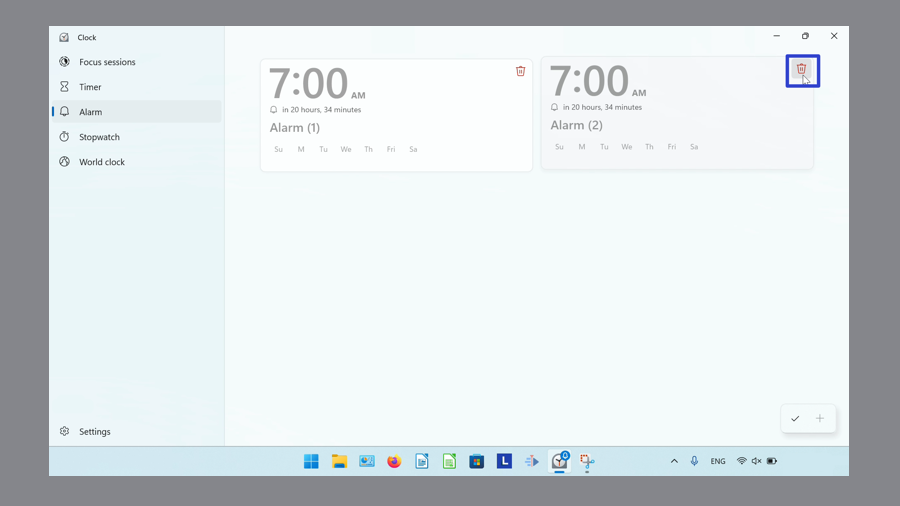 Clock
Focus sessions
Timer
Alarm
Stopwatch
World clock
Settings
7:00 AM
in 20 hours, 34 minutes
Alarm (1)
Su M Tu We Th Fri Sa
7:00 AM
in 20 hours, 34 minutes
Alarm (2)
Su M Tu We Th Fri Sa
L
ENG